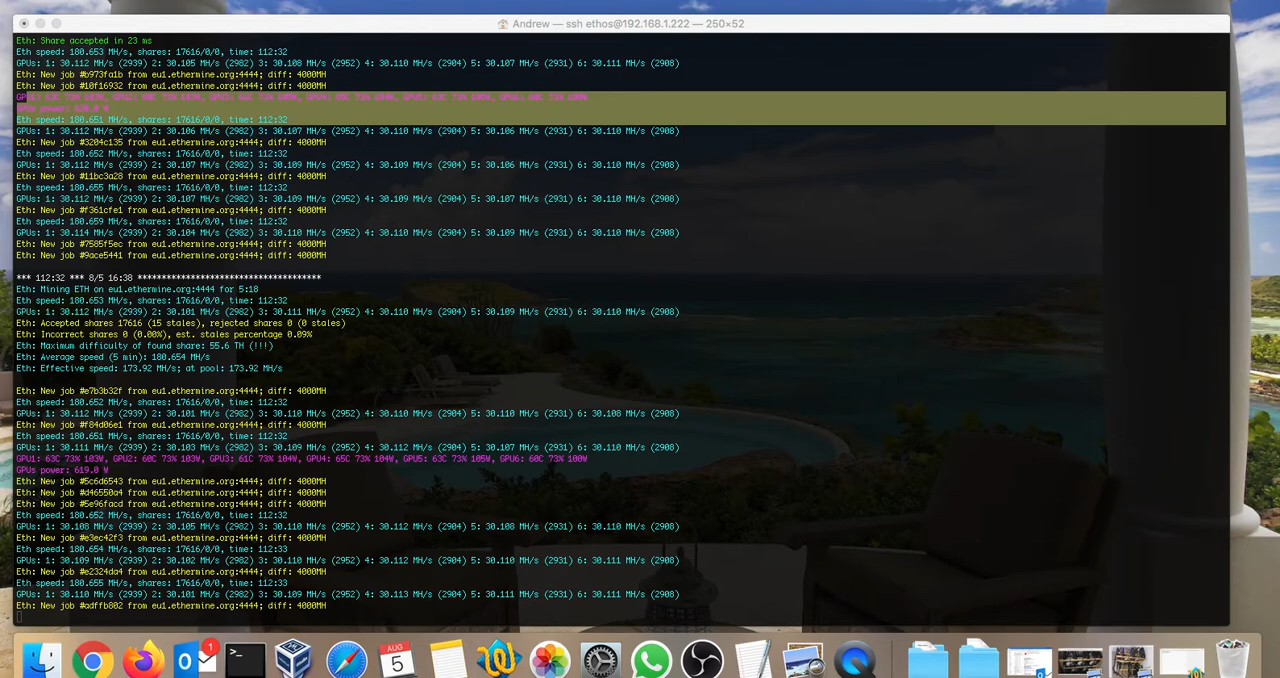 Andrew — ssh ethos@192.168.1.222 — 250×52
Eth: Share accepted in 23 ms
Eth speed: 180.653 MH/s, shares: 17616/0/0, time: 112:32
GPUs: 1: 30.112 MH/s (2939) 2: 30.105 MH/s (2982) 3: 30.108 MH/s (2952) 4: 30.110 MH/s (2904) 5: 30.107 MH/s (2931) 6: 30.111 MH/s (2908)
Eth: New job #b973fa1b from eu1.ethermine.org:4444; diff: 4000MH
Eth: New job #10f16932 from eu1.ethermine.org:4444; diff: 4000MH
Eth speed: 180.651 MH/s, shares: 17616/0/0, time: 112:32
GPUs: 1: 30.112 MH/s (2939) 2: 30.106 MH/s (2982) 3: 30.107 MH/s (2952) 4: 30.110 MH/s (2904) 5: 30.106 MH/s (2931) 6: 30.110 MH/s (2908)
Eth: New job #3204c135 from eu1.ethermine.org:4444; diff: 4000MH
Eth speed: 180.652 MH/s, shares: 17616/0/0, time: 112:32
GPUs: 1: 30.112 MH/s (2939) 2: 30.107 MH/s (2982) 3: 30.109 MH/s (2952) 4: 30.109 MH/s (2904) 5: 30.106 MH/s (2931) 6: 30.110 MH/s (2908)
Eth: New job #11bc3a28 from eu1.ethermine.org:4444; diff: 4000MH
Eth speed: 180.655 MH/s, shares: 17616/0/0, time: 112:32
GPUs: 1: 30.112 MH/s (2939) 2: 30.107 MH/s (2982) 3: 30.109 MH/s (2952) 4: 30.109 MH/s (2904) 5: 30.107 MH/s (2931) 6: 30.110 MH/s (2908)
Eth: New job #f361cfe1 from eu1.ethermine.org:4444; diff: 4000MH
Eth speed: 180.659 MH/s, shares: 17616/0/0, time: 112:32
GPUs: 1: 30.114 MH/s (2939) 2: 30.104 MH/s (2982) 3: 30.110 MH/s (2952) 4: 30.110 MH/s (2904) 5: 30.109 MH/s (2931) 6: 30.110 MH/s (2908)
Eth: New job #7585f5ec from eu1.ethermine.org:4444; diff: 4000MH
Eth: New job #9ace5441 from eu1.ethermine.org:4444; diff: 4000MH
*** 112:32 *** 8/5 16:38 **************************************
Eth: Mining ETH on eu1.ethermine.org:4444 for 5:18
Eth speed: 180.653 MH/s, shares: 17616/0/0, time: 112:32
GPUs: 1: 30.112 MH/s (2939) 2: 30.101 MH/s (2982) 3: 30.111 MH/s (2952) 4: 30.110 MH/s (2904) 5: 30.109 MH/s (2931) 6: 30.110 MH/s (2908)
Eth: Accepted shares 17616 (15 stales), rejected shares 0 (0 stales)
Eth: Incorrect shares 0 (0.00%), est. stales percentage 0.09%
Eth: Maximum difficulty of found share: 55.6 TH (!!!)
Eth: Average speed (5 min): 180.654 MH/s
Eth: Effective speed: 173.92 MH/s; at pool: 173.92 MH/s
Eth: New job #e7b3b32f from eu1.ethermine.org:4444; diff: 4000MH
Eth speed: 180.652 MH/s, shares: 17616/0/0, time: 112:32
GPUs: 1: 30.112 MH/s (2939) 2: 30.101 MH/s (2982) 3: 30.110 MH/s (2952) 4: 30.110 MH/s (2904) 5: 30.110 MH/s (2931) 6: 30.108 MH/s (2908)
Eth: New job #f84d06e1 from eu1.ethermine.org:4444; diff: 4000MH
Eth speed: 180.651 MH/s, shares: 17616/0/0, time: 112:32
GPUs: 1: 30.111 MH/s (2939) 2: 30.103 MH/s (2982) 3: 30.109 MH/s (2952) 4: 30.112 MH/s (2904) 5: 30.107 MH/s (2931) 6: 30.110 MH/s (2908)
GPU1: 63C 73% 103W, GPU2: 60C 73% 103W, GPU3: 61C 73% 104W, GPU4: 65C 73% 104W, GPU5: 63C 73% 105W, GPU6: 60C 73% 100W
GPUs power: 619.0 W
Eth: New job #5c6d6543 from eu1.ethermine.org:4444; diff: 4000MH
Eth: New job #d46550a4 from eu1.ethermine.org:4444; diff: 4000MH
Eth: New job #5e96facd from eu1.ethermine.org:4444; diff: 4000MH
Eth speed: 180.652 MH/s, shares: 17616/0/0, time: 112:32
GPUs: 1: 30.108 MH/s (2939) 2: 30.105 MH/s (2982) 3: 30.110 MH/s (2952) 4: 30.112 MH/s (2904) 5: 30.108 MH/s (2931) 6: 30.110 MH/s (2908)
Eth: New job #e3ec42f3 from eu1.ethermine.org:4444; diff: 4000MH
Eth speed: 180.654 MH/s, shares: 17616/0/0, time: 112:33
GPUs: 1: 30.109 MH/s (2939) 2: 30.102 MH/s (2982) 3: 30.110 MH/s (2952) 4: 30.112 MH/s (2904) 5: 30.110 MH/s (2931) 6: 30.111 MH/s (2908)
Eth: New job #e2324da4 from eu1.ethermine.org:4444; diff: 4000MH
Eth speed: 180.655 MH/s, shares: 17616/0/0, time: 112:33
GPUs: 1: 30.110 MH/s (2939) 2: 30.101 MH/s (2982) 3: 30.109 MH/s (2952) 4: 30.113 MH/s (2904) 5: 30.111 MH/s (2931) 6: 30.111 MH/s (2908)
Eth: New job #adffb802 from eu1.ethermine.org:4444; diff: 4000MH
1
AUG
5